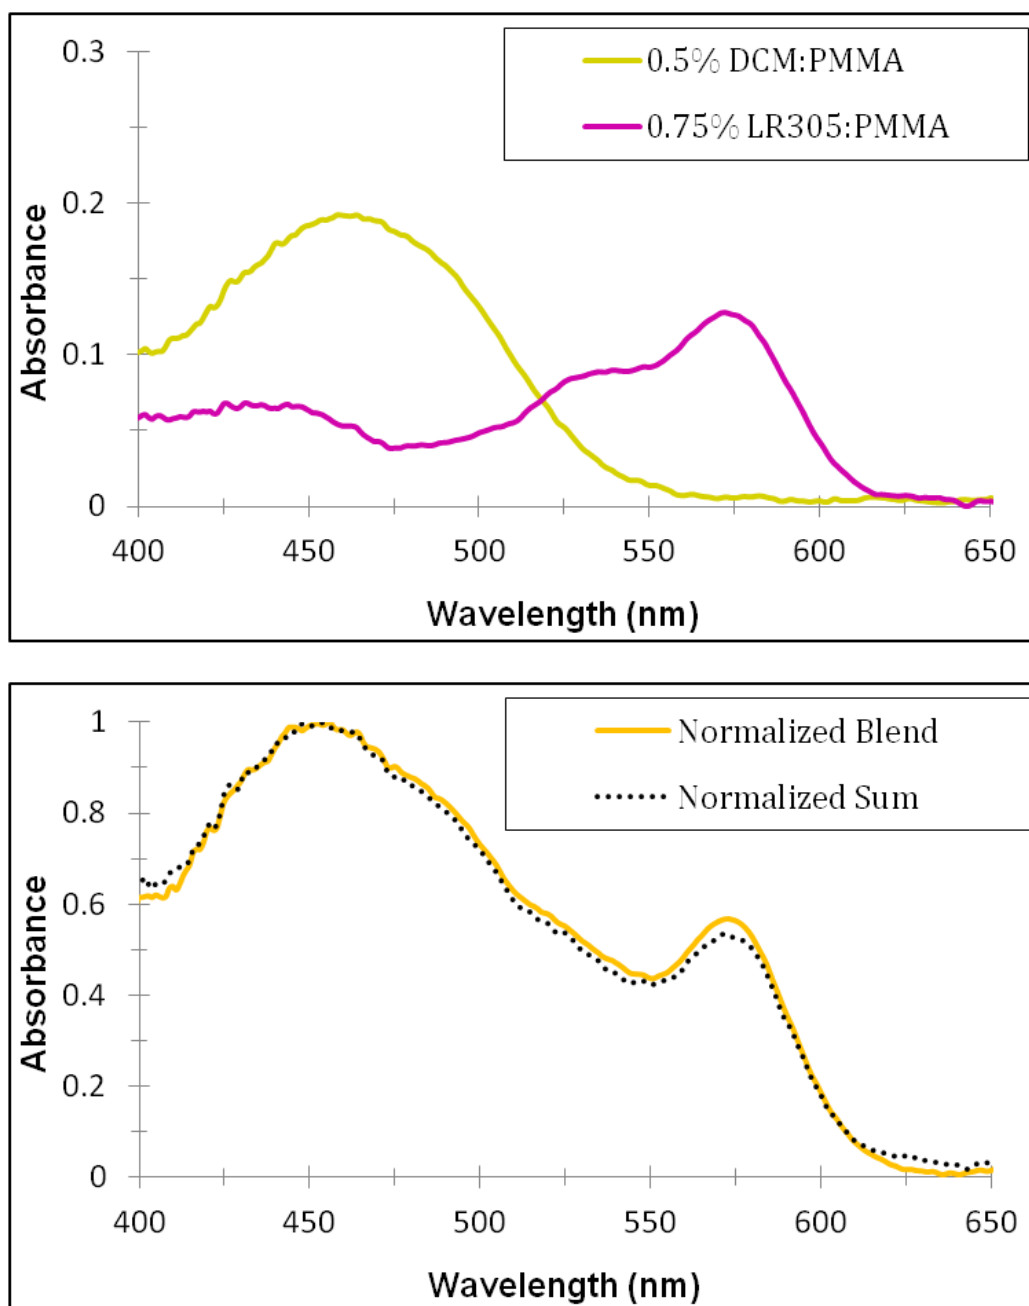 0.3
0.5% DCM:PMMA
0.75% LR305:PMMA
0.2
0.1
0
Absorbance
400 450 500 550 600 650
Wavelength (nm)
1
Normalized Blend
Normalized Sum
0.8
0.6
0.4
0.2
0
Absorbance
400 450 500 550 600 650
Wavelength (nm)